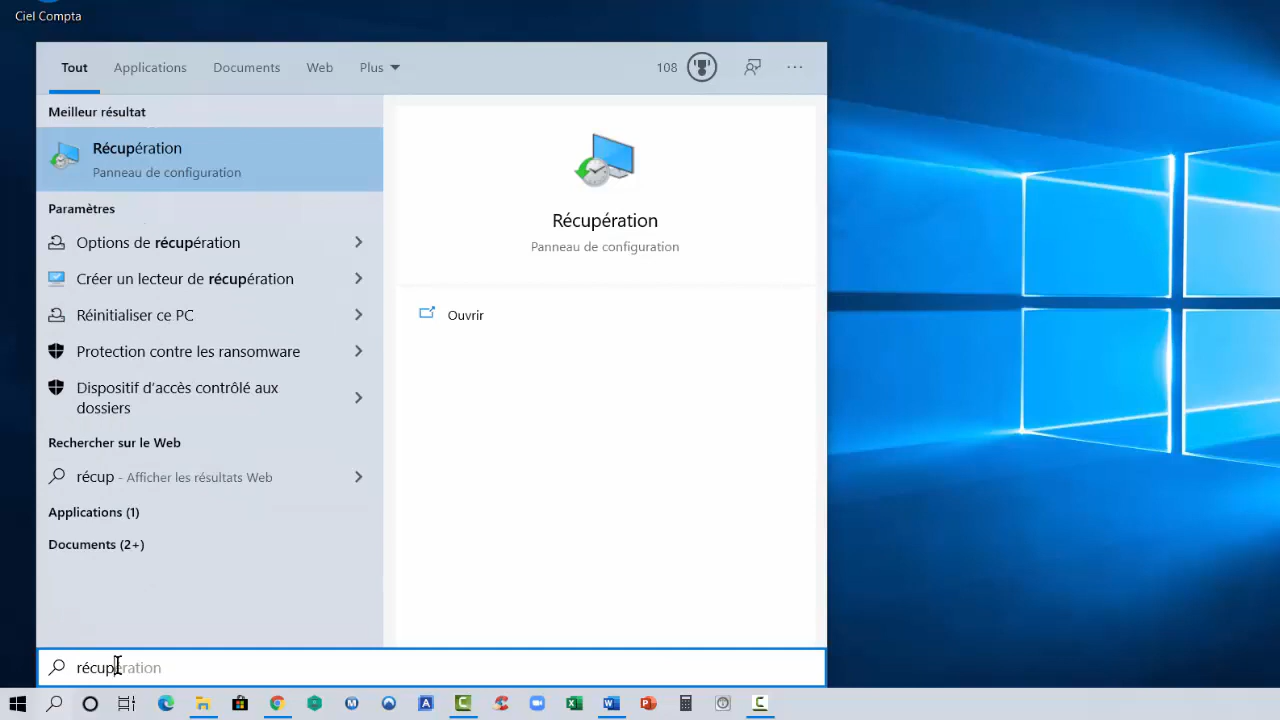 Ciel Compta
Tout Applications Documents Web Plus 108
Meilleur résultat
Récupération
Panneau de configuration
Paramètres
Options de récupération
Créer un lecteur de récupération
Réinitialiser ce PC
Protection contre les ransomware
Dispositif d'accès contrôlé aux
dossiers
Rechercher sur le Web
récup - Afficher les résultats Web
Applications (1)
Documents (2+)
Récupération
Panneau de configuration
Ouvrir
récupération